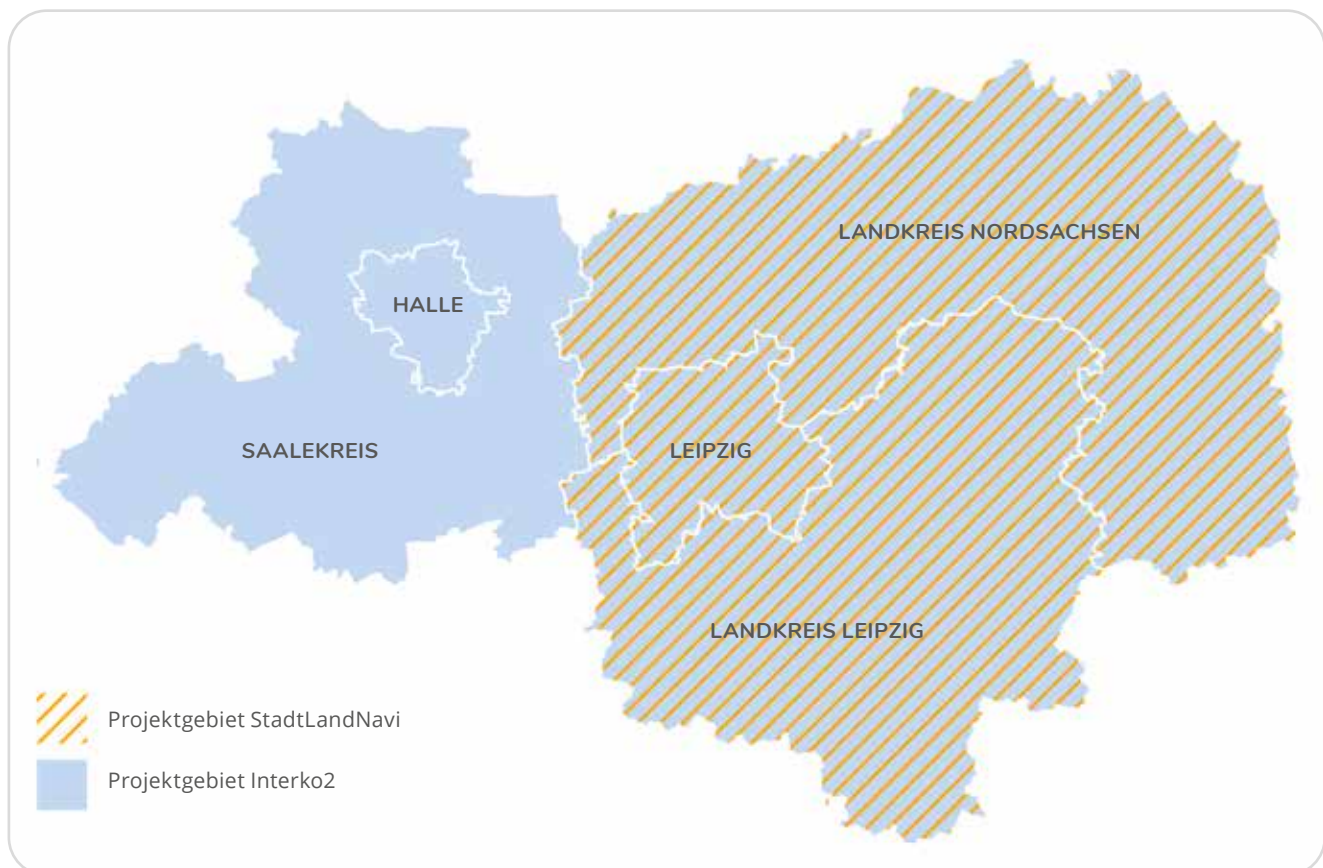 LANDKREIS NORDSACHSEN
HALLE
SAALEKREIS
LEIPZIG
LANDKREIS LEIPZIG
Projektgebiet StadtLandNavi
Projektgebiet Interko2